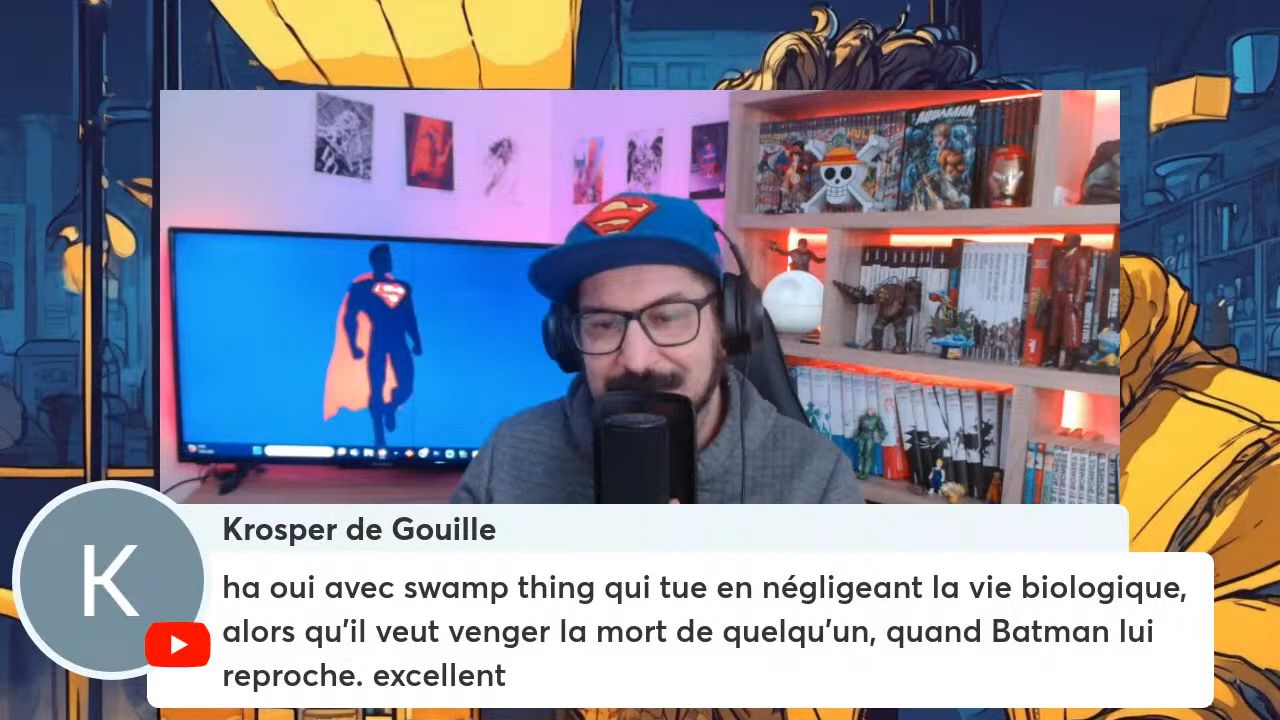 AQUAMAN
Krosper de Gouille
K
ha oui avec swamp thing qui tue en négligeant la vie biologique,
alors qu'il veut venger la mort de quelqu'un, quand Batman lui
reproche. excellent